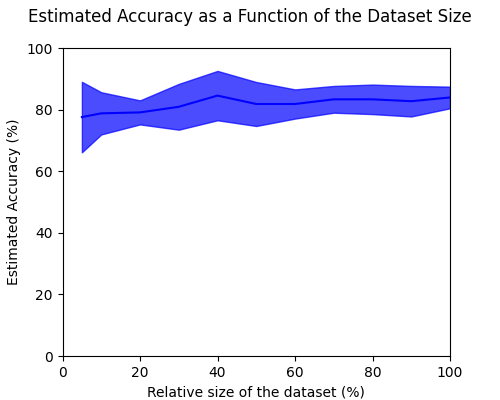 Estimated Accuracy as a Function of the Dataset Size
100
80
60
40
20
0
Estimated Accuracy (%)
0 20 40 60 80 100
Relative size of the dataset (%)